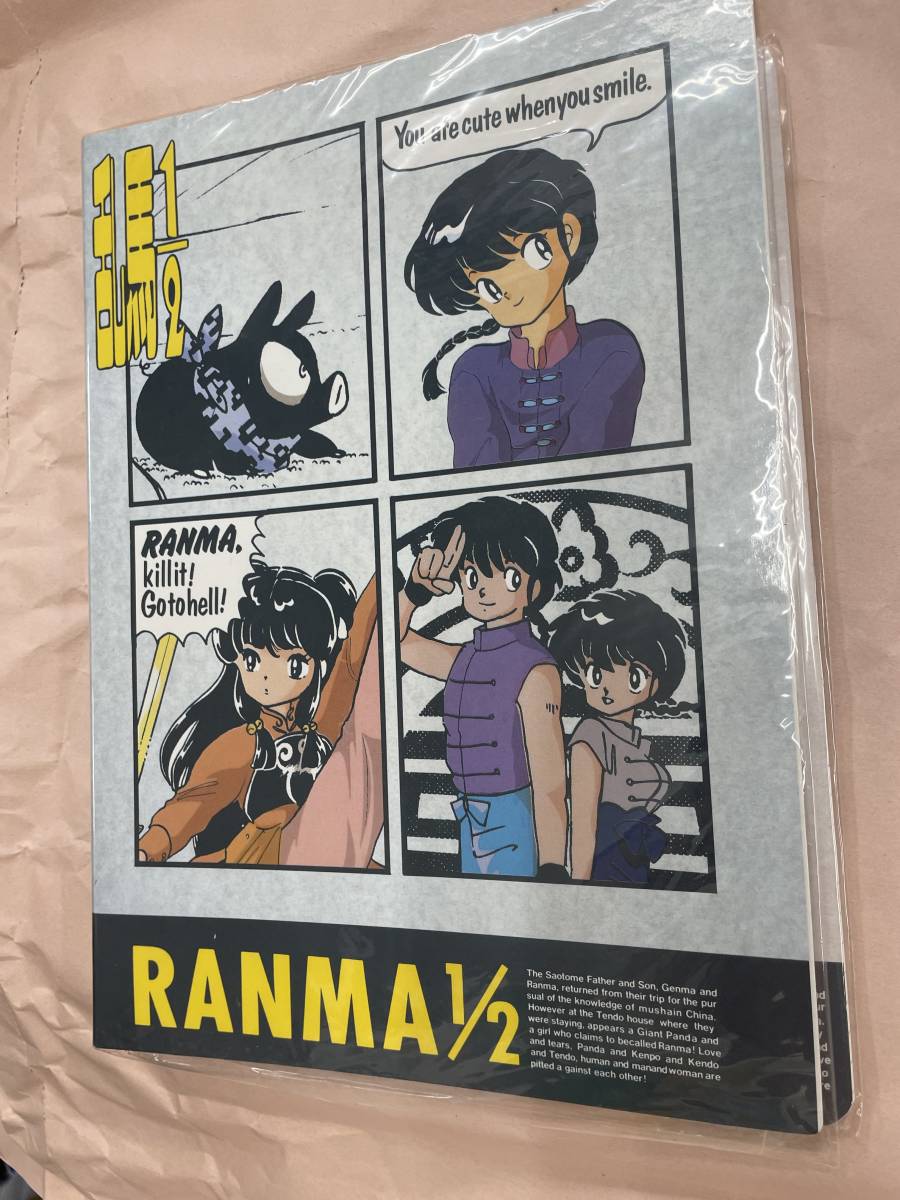 乱馬1/2
You are cute whenyou smile.
RANMA,
killit!
Gotohell!
RANMA1/2
The Saotome Father and Son, Genma and
Ranma, returned from their trip for the pur
sual of the knowledge of mushain China.
However at the Tendo house where they
were staying, appears a Giant Panda and
a girl who claims to becalled Ranma! Love
and tears, Panda and Kenpo and Kendo
and Tendo, human and manand woman are
pitted a gainst each other!